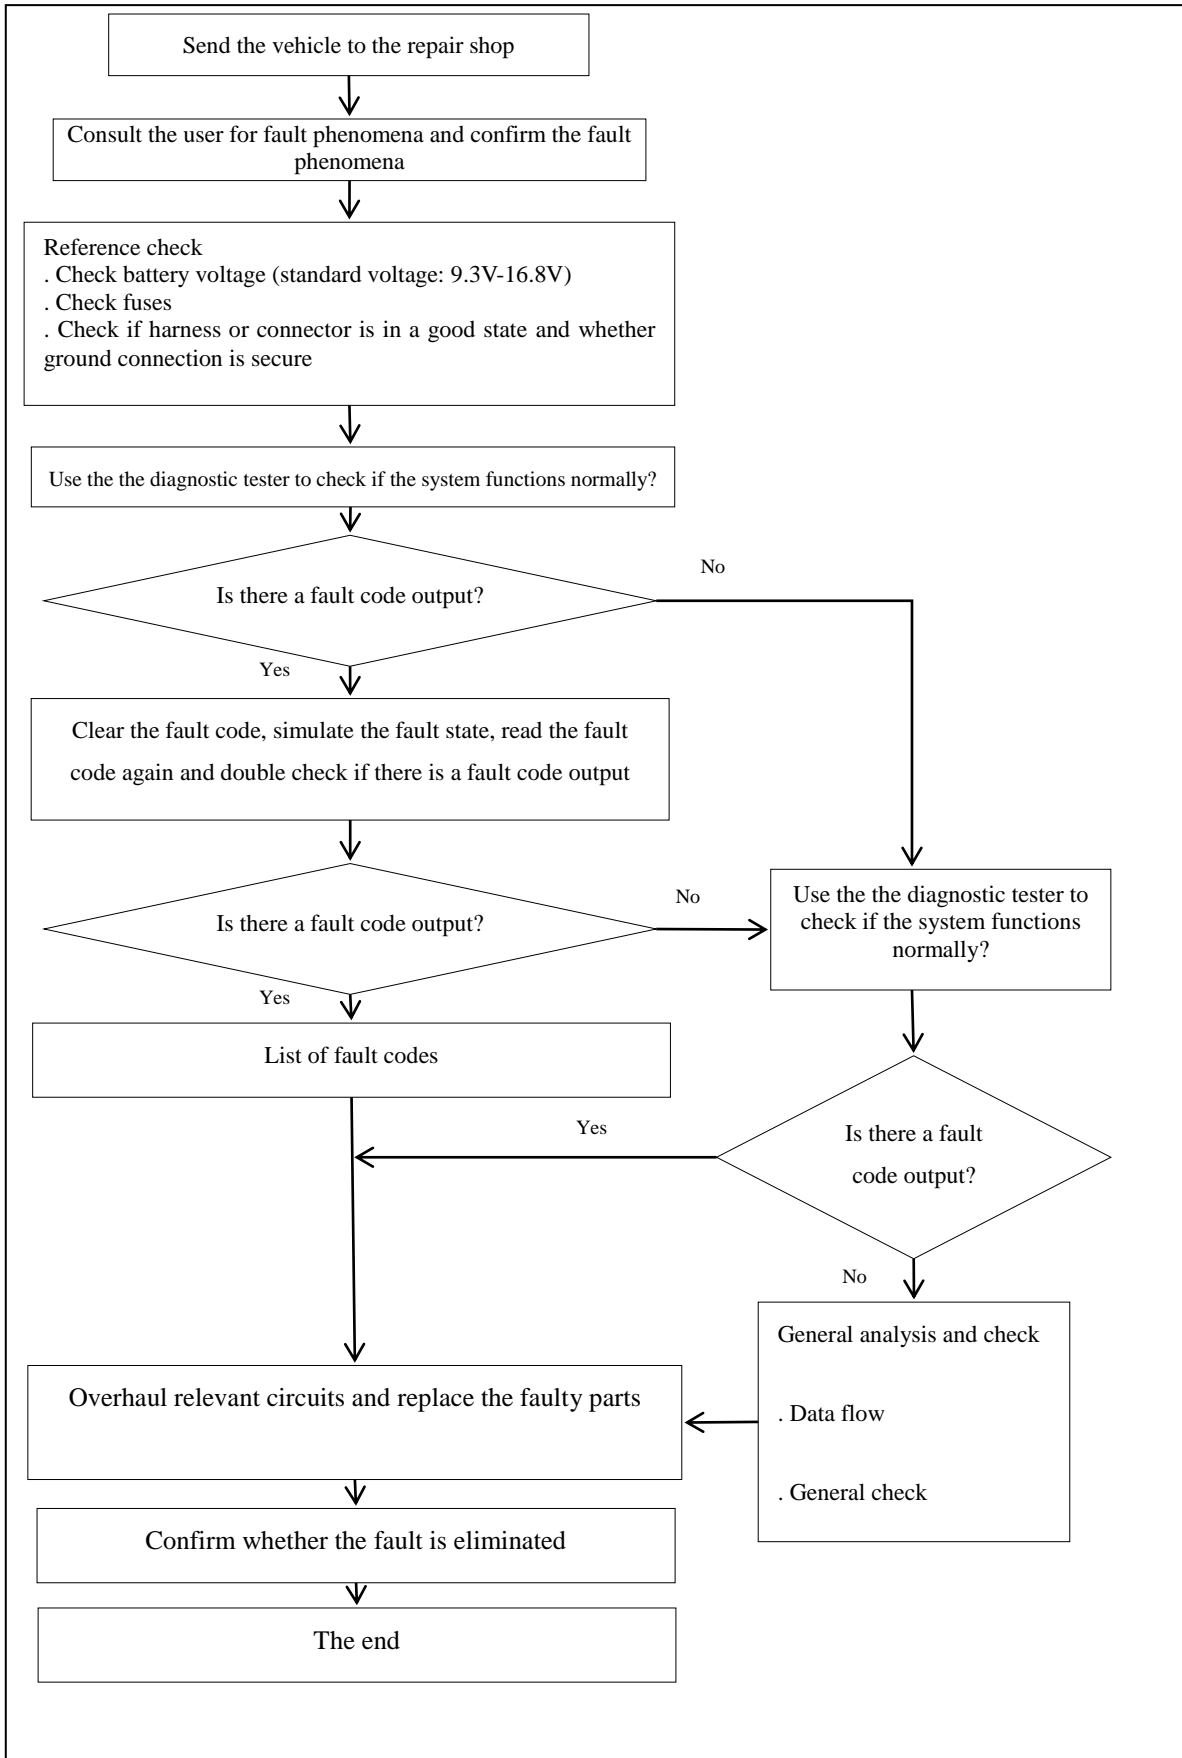 Send the vehicle to the repair shop
Consult the user for fault phenomena and confirm the fault
phenomena
Reference check
. Check battery voltage (standard voltage: 9.3V-16.8V)
. Check fuses
. Check if harness or connector is in a good state and whether
ground connection is secure
Use the the diagnostic tester to check if the system functions normally?
Is there a fault code output?
No
Yes
Clear the fault code, simulate the fault state, read the fault
code again and double check if there is a fault code output
Is there a fault code output?
No
Yes
Use the the diagnostic tester to
check if the system functions
normally?
List of fault codes
Yes
Is there a fault
code output?
No
General analysis and check
. Data flow
. General check
Overhaul relevant circuits and replace the faulty parts
Confirm whether the fault is eliminated
The end